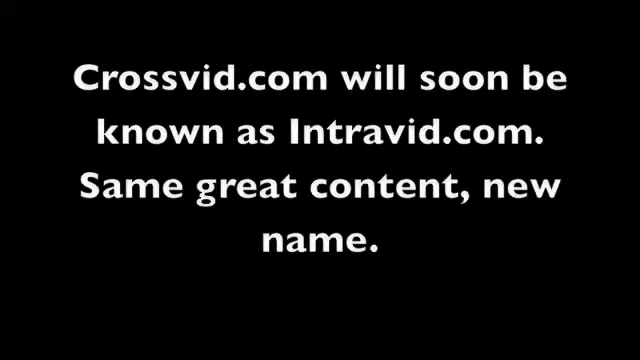 Crossvid.com will soon be
known as Intravid.com.
Same great content, new
name.